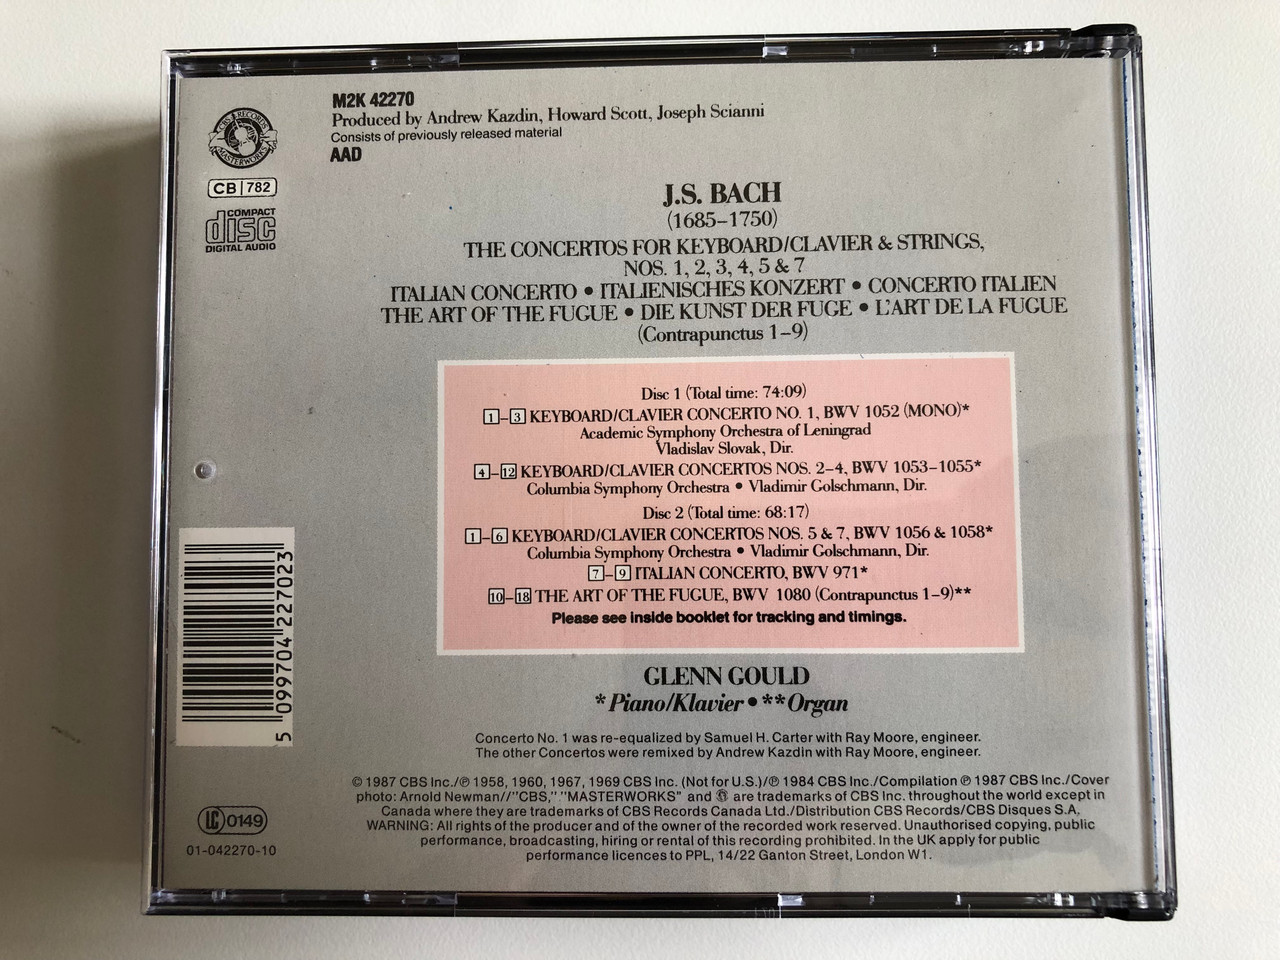 M2K 42270
Produced by Andrew Kazdin, Howard Scott, Joseph Scianni
Consists of previously released material
AAD
CBS RECORDS
MASTERWORKS
CB|782
COMPACT
disc
DIGITAL AUDIO
J.S. BACH
(1685–1750)
THE CONCERTOS FOR KEYBOARD/CLAVIER & STRINGS,
NOS. 1, 2, 3, 4, 5 & 7
ITALIAN CONCERTO • ITALIENISCHES KONZERT • CONCERTO ITALIEN
THE ART OF THE FUGUE • DIE KUNST DER FUGE • L'ART DE LA FUGUE
(Contrapunctus 1–9)
Disc 1 (Total time: 74:09)
1–3 KEYBOARD/CLAVIER CONCERTO NO. 1, BWV 1052 (MONO)*
Academic Symphony Orchestra of Leningrad
Vladislav Slovak, Dir.
4–12 KEYBOARD/CLAVIER CONCERTOS NOS. 2–4, BWV 1053–1055*
Columbia Symphony Orchestra • Vladimir Golschmann, Dir.
Disc 2 (Total time: 68:17)
1–6 KEYBOARD/CLAVIER CONCERTOS NOS. 5 & 7, BWV 1056 & 1058*
Columbia Symphony Orchestra • Vladimir Golschmann, Dir.
7–9 ITALIAN CONCERTO, BWV 971*
10–18 THE ART OF THE FUGUE, BWV 1080 (Contrapunctus 1–9)**
Please see inside booklet for tracking and timings.
GLENN GOULD
*Piano/Klavier • **Organ
Concerto No. 1 was re-equalized by Samuel H. Carter with Ray Moore, engineer.
The other Concertos were remixed by Andrew Kazdin with Ray Moore, engineer.
5 099704 227023
© 1987 CBS Inc./℗ 1958, 1960, 1967, 1969 CBS Inc. (Not for U.S.)/℗ 1984 CBS Inc./Compilation ℗ 1987 CBS Inc./Cover
photo: Arnold Newman//"CBS," "MASTERWORKS" and are trademarks of CBS Inc. throughout the world except in
Canada where they are trademarks of CBS Records Canada Ltd./Distribution CBS Records/CBS Disques S.A,
WARNING: All rights of the producer and of the owner of the recorded work reserved. Unauthorised copying, public
performance, broadcasting, hiring or rental of this recording prohibited. In the UK apply for public
performance licences to PPL, 14/22 Ganton Street, London W1.
LC 0149
01-042270-10